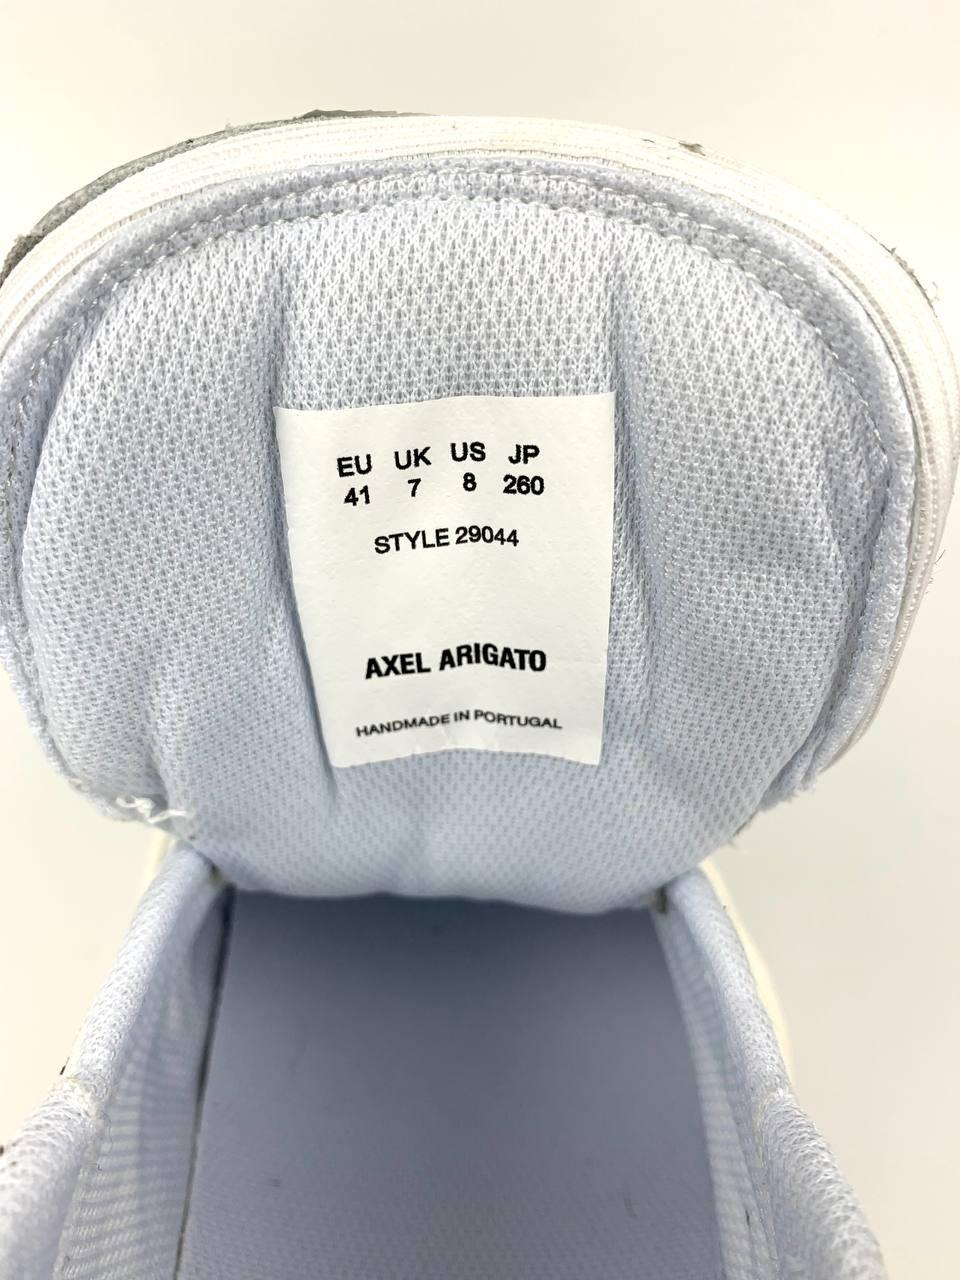 EU UK US JP
41 7 8 260
STYLE 29044
AXEL ARIGATO
HANDMADE IN PORTUGAL